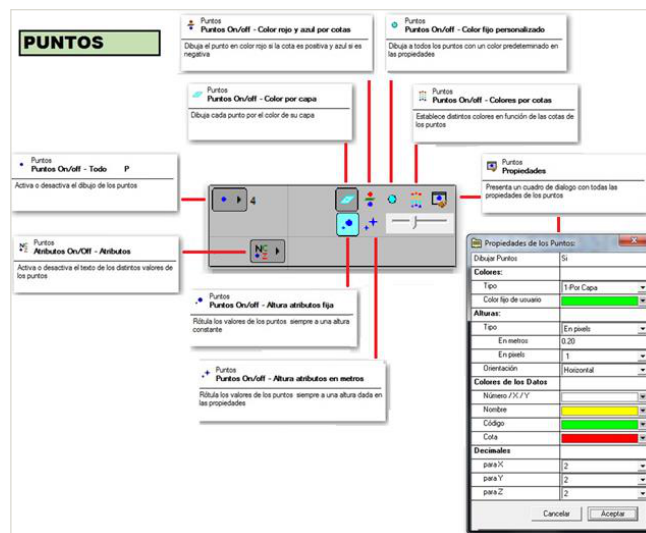 PUNTOS
Puntos
Puntos On/off - Color rojo y azul por cotas
Dibuja el punto en color rojo si la cota es positiva y azul si es
negativa
Puntos
Puntos On/off - Color fijo personalizado
Dibuja a todos los puntos con un color predeterminado en
las propiedades
Puntos
Puntos On/off - Color por capa
Dibuja cada punto por el color de su capa
Puntos
Puntos On/off - Colores por cotas
Establece distintos colores en función de las cotas de
los puntos
Puntos
Puntos On/off - Todo P
Activa o desactiva el dibujo de los puntos
Puntos
Propiedades
Presenta un cuadro de dialogo con todas las
propiedades de los puntos
4
Puntos
Atributos On/Off - Atributos
Activa o desactiva el texto de los distintos valores de
los puntos
Puntos
Puntos On/off - Altura atributos fija
Rótula los valores de los puntos siempre a una altura
constante
Puntos
Puntos On/off - Altura atributos en metros
Rótula los valores de los puntos siempre a una altura dada en
las propiedades
Propiedades de los Puntos:
Dibujar Puntos Si
Colores:
Tipo 1-Por Capa
Color fijo de usuario
Alturas:
Tipo En pixels
En metros 0.20
En pixels 1
Orientación Horizontal
Colores de los Datos
Número / X / Y
Nombre
Código
Cota
Decimales
para X 2
para Y 2
para Z 2
Cancelar Aceptar